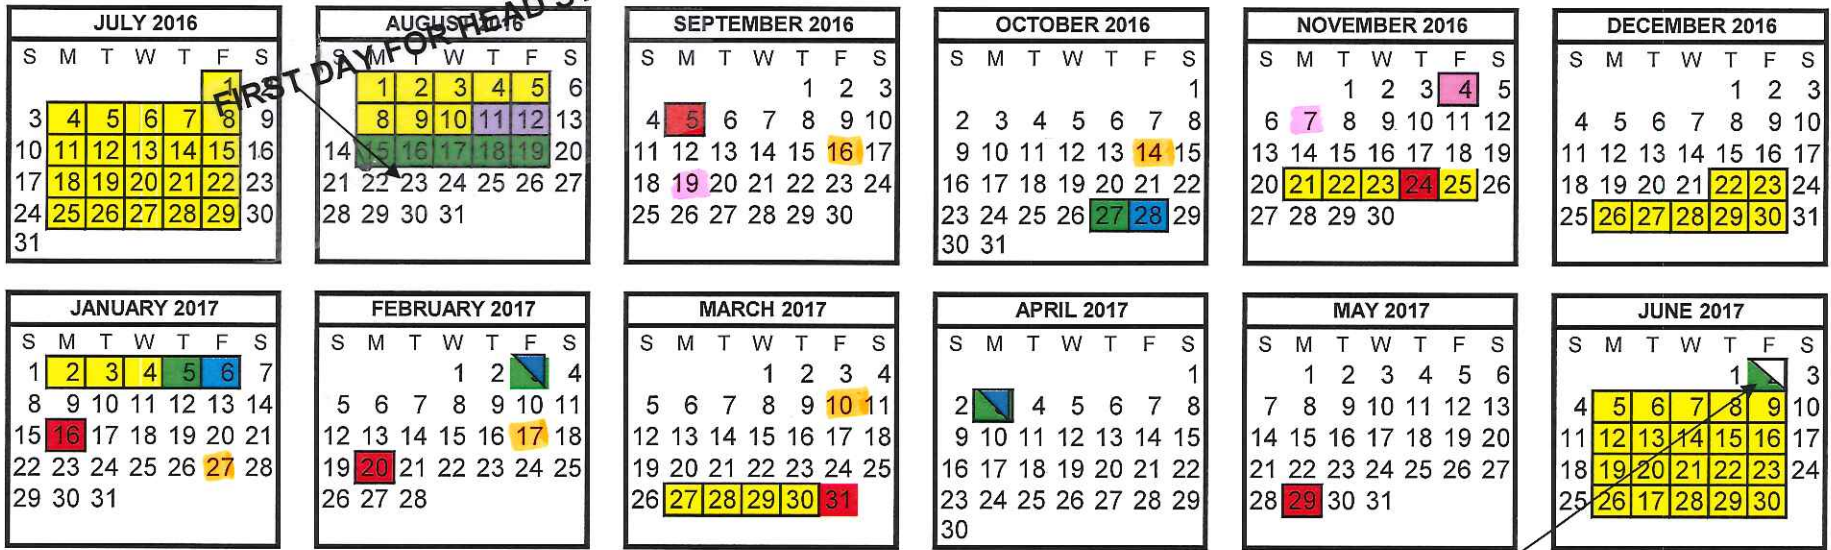 FIRST DAY FOR HEAD
JULY 2016
S M T W T F S
1 2
3 4 5 6 7 8 9
10 11 12 13 14 15 16
17 18 19 20 21 22 23
24 25 26 27 28 29 30
31
AUGUST 2016
S M T W T F S
1 2 3 4 5 6
8 9 10 11 12 13
14 15 16 17 18 19 20
21 22 23 24 25 26 27
28 29 30 31
SEPTEMBER 2016
S M T W T F S
1 2 3
4 5 6 7 8 9 10
11 12 13 14 15 16 17
18 19 20 21 22 23 24
25 26 27 28 29 30
OCTOBER 2016
S M T W T F S
1
2 3 4 5 6 7 8
9 10 11 12 13 14 15
16 17 18 19 20 21 22
23 24 25 26 27 28 29
30 31
NOVEMBER 2016
S M T W T F S
1 2 3 4 5
6 7 8 9 10 11 12
13 14 15 16 17 18 19
20 21 22 23 24 25 26
27 28 29 30
DECEMBER 2016
S M T W T F S
1 2 3
4 5 6 7 8 9 10
11 12 13 14 15 16 17
18 19 20 21 22 23 24
25 26 27 28 29 30 31
JANUARY 2017
S M T W T F S
1 2 3 4 5 6 7
8 9 10 11 12 13 14
15 16 17 18 19 20 21
22 23 24 25 26 27 28
29 30 31
FEBRUARY 2017
S M T W T F S
1 2 4
5 6 7 8 9 10 11
12 13 14 15 16 17 18
19 20 21 22 23 24 25
26 27 28
MARCH 2017
S M T W T F S
1 2 3 4
5 6 7 8 9 10 11
12 13 14 15 16 17 18
19 20 21 22 23 24 25
26 27 28 29 30 31
APRIL 2017
S M T W T F S
1
2 4 5 6 7 8
9 10 11 12 13 14 15
16 17 18 19 20 21 22
23 24 25 26 27 28 29
30
MAY 2017
S M T W T F S
1 2 3 4 5 6
7 8 9 10 11 12 13
14 15 16 17 18 19 20
21 22 23 24 25 26 27
28 29 30 31
JUNE 2017
S M T W T F S
1 3
4 5 6 7 8 9 10
11 12 13 14 15 16 17
18 19 20 21 22 23 24
25 26 17 28 29 30